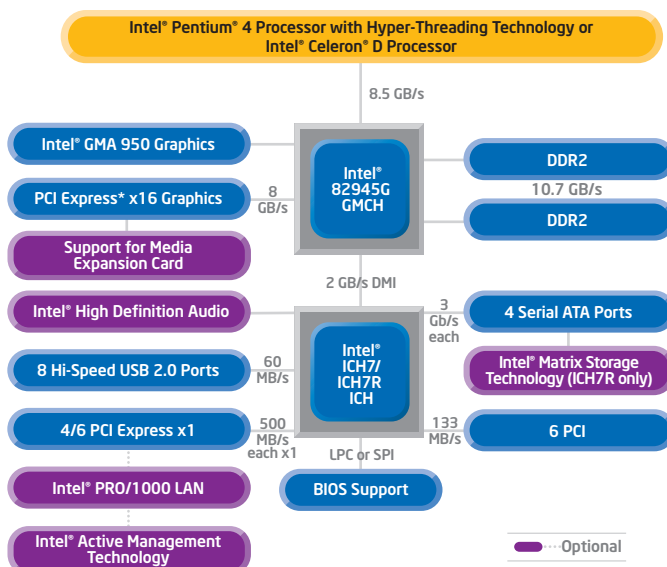 Intel® Pentium® 4 Processor with Hyper-Threading Technology or
Intel® Celeron® D Processor
8.5 GB/s
Intel® GMA 950 Graphics
PCI Express* x16 Graphics
8
GB/s
Support for Media
Expansion Card
Intel®
82945G
GMCH
DDR2
10.7 GB/s
DDR2
2 GB/s DMI
Intel® High Definition Audio
8 Hi-Speed USB 2.0 Ports
60
MB/s
4/6 PCI Express x1
500
MB/s
each x1
Intel®
ICH7/
ICH7R
ICH
3
Gb/s
each
4 Serial ATA Ports
Intel® Matrix Storage
Technology (ICH7R only)
133
MB/s
6 PCI
LPC or SPI
BIOS Support
Intel® PRO/1000 LAN
Intel® Active Management
Technology
Optional